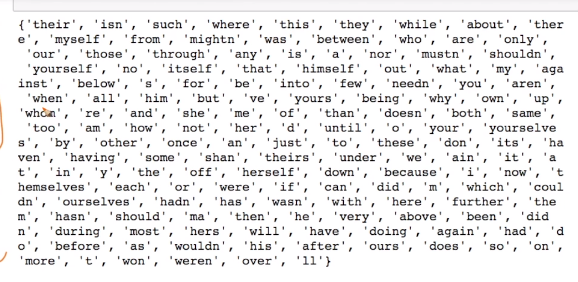 {'their', 'isn', 'such', 'where', 'this', 'they', 'while', 'about', 'ther
e', 'myself', 'from', 'mightn', 'was', 'between', 'who', 'are', 'only',
'our', 'those', 'through', 'any', 'is', 'a', 'nor', 'mustn', 'shouldn',
'yourself', 'no', 'itself', 'that', 'himself', 'out', 'what', 'my', 'aga
inst', 'below', 's', 'for', 'be', 'into', 'few', 'needn', 'you', 'aren',
'when', 'all', 'him', 'but', 've', 'yours', 'being', 'why', 'own', 'up',
'whom', 're', 'and', 'she', 'me', 'of', 'than', 'doesn', 'both', 'same',
'too', 'am', 'how', 'not', 'her', 'd', 'until', 'o', 'your', 'yourselve
s', 'by', 'other', 'once', 'an', 'just', 'to', 'these', 'don', 'its', 'ha
ven', 'having', 'some', 'shan', 'theirs', 'under', 'we', 'ain', 'it', 'a
t', 'in', 'y', 'the', 'off', 'herself', 'down', 'because', 'i', 'now', 't
hemselves', 'each', 'or', 'were', 'if', 'can', 'did', 'm', 'which', 'coul
dn', 'ourselves', 'hadn', 'has', 'wasn', 'with', 'here', 'further', 'the
m', 'hasn', 'should', 'ma', 'then', 'he', 'very', 'above', 'been', 'did
n', 'during', 'most', 'hers', 'will', 'have', 'doing', 'again', 'had', 'd
o', 'before', 'as', 'wouldn', 'his', 'after', 'ours', 'does', 'so', 'on',
'more', 't', 'won', 'weren', 'over', 'll'}